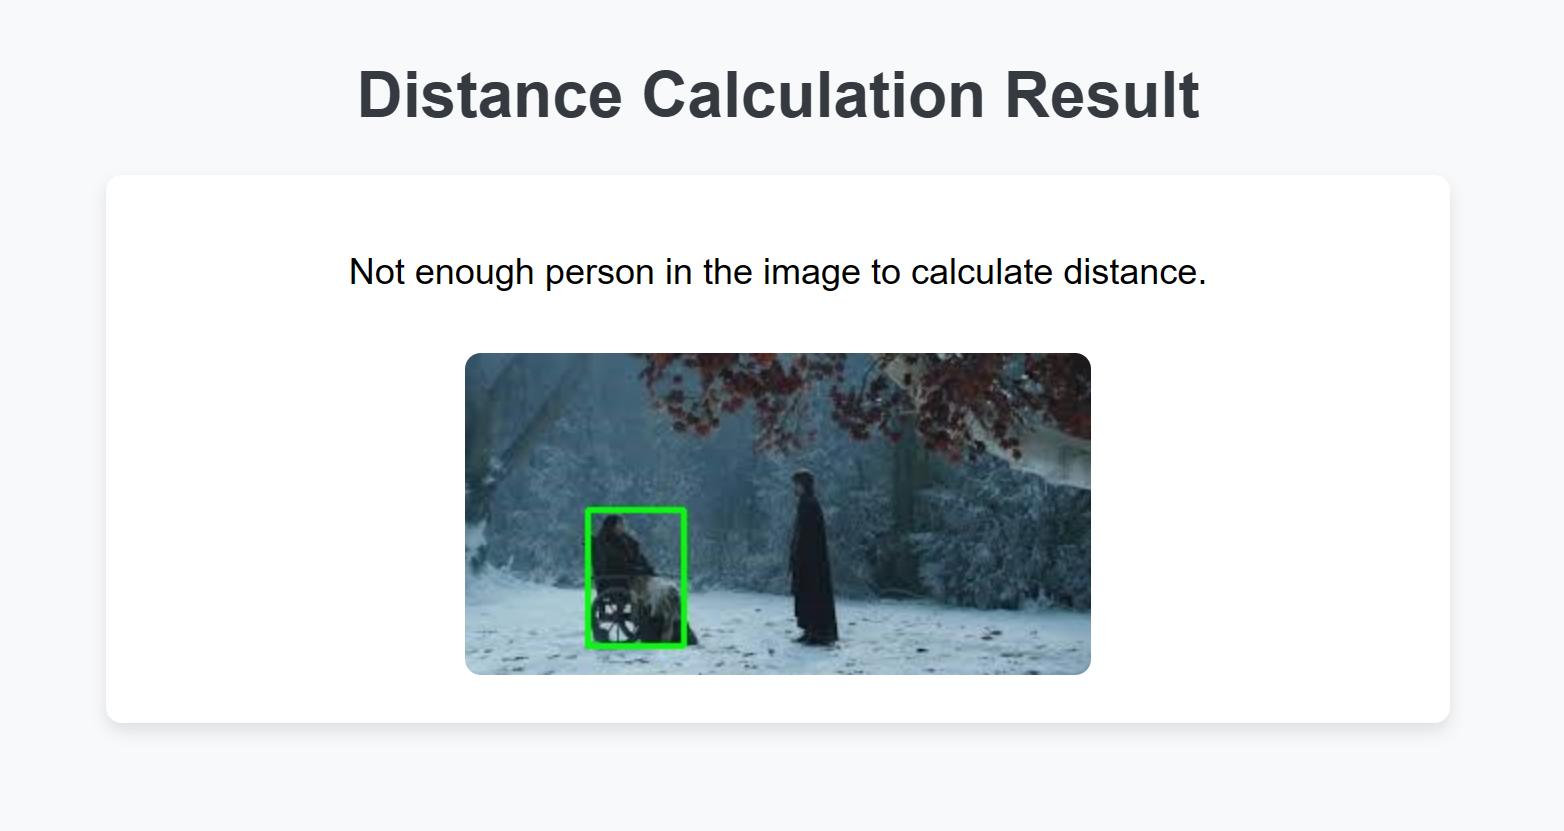 Distance Calculation Result
Not enough person in the image to calculate distance.